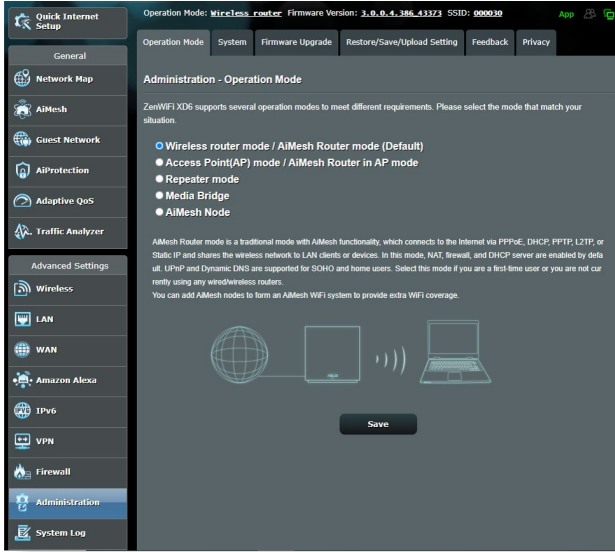 Quick Internet
Setup
Operation Mode: Wireless router Firmware Version: 3.0.0.4.386_43373 SSID: 000030
App
Operation Mode System Firmware Upgrade Restore/Save/Upload Setting Feedback Privacy
General
Network Map
AiMesh
Guest Network
AiProtection
Adaptive QoS
Traffic Analyzer
Advanced Settings
Wireless
LAN
WAN
Amazon Alexa
IPv6
VPN
Firewall
Administration
System Log
Administration - Operation Mode
ZenWiFi XD6 supports several operation modes to meet different requirements. Please select the mode that match your
situation.
Wireless router mode / AiMesh Router mode (Default)
Access Point(AP) mode / AiMesh Router in AP mode
Repeater mode
Media Bridge
AiMesh Node
AiMesh Router mode is a traditional mode with AiMesh functionality, which connects to the Internet via PPPoE, DHCP, PPTP, L2TP, or
Static IP and shares the wireless network to LAN clients or devices. In this mode, NAT, firewall, and DHCP server are enabled by defa
ult. UPnP and Dynamic DNS are supported for SOHO and home users. Select this mode if you are a first-time user or you are not cur
rently using any wired/wireless routers.
You can add AiMesh nodes to form an AiMesh WiFi system to provide extra WiFi coverage.
Save